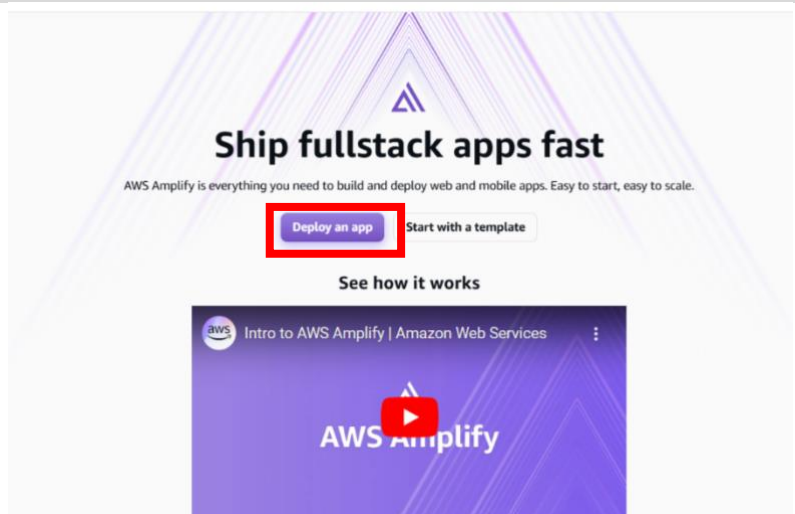 Ship fullstack apps fast
AWS Amplify is everything you need to build and deploy web and mobile apps. Easy to start, easy to scale.
Deploy an app
Start with a template
See how it works
aws
Intro to AWS Amplify | Amazon Web Services
AWS Amplify